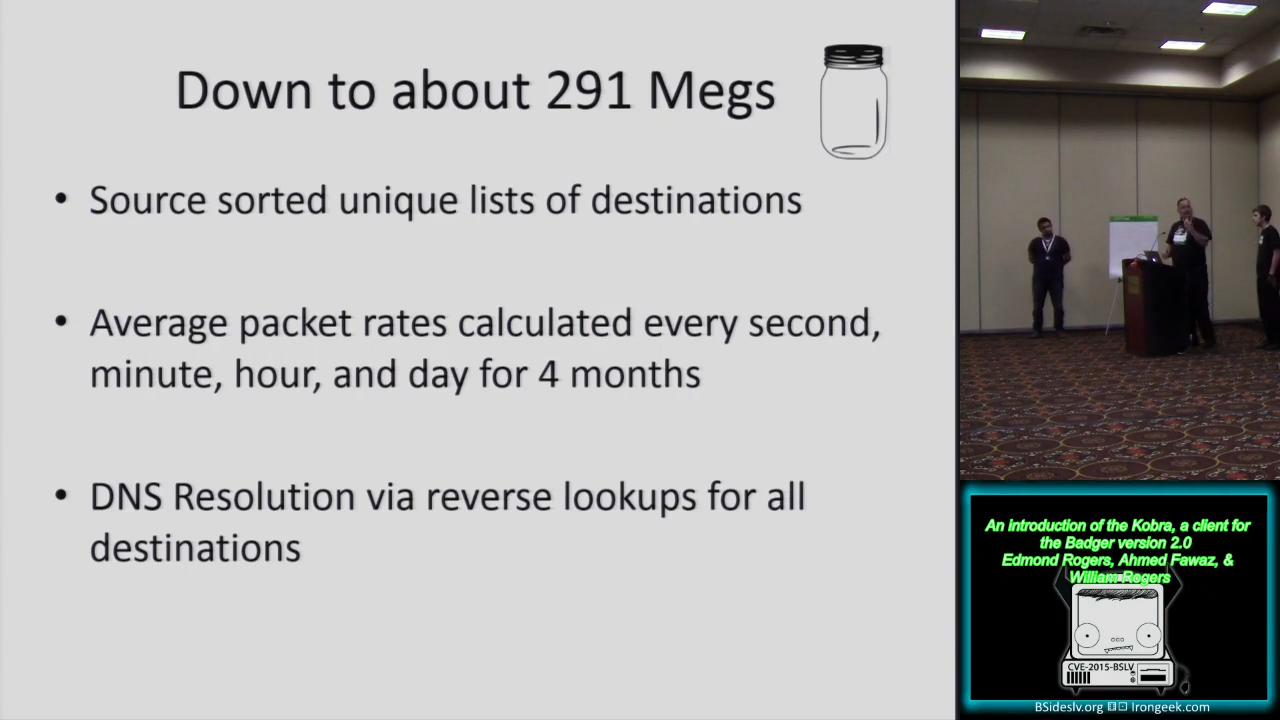 Down to about 291 Megs
• Source sorted unique lists of destinations
• Average packet rates calculated every second,
minute, hour, and day for 4 months
• DNS Resolution via reverse lookups for all
destinations
An introduction of the Kobra, a client for
the Badger version 2.0
Edmond Rogers, Ahmed Fawaz, &
William Rogers
CVE-2015-BSLV
BSideslv.org Irongeek.com